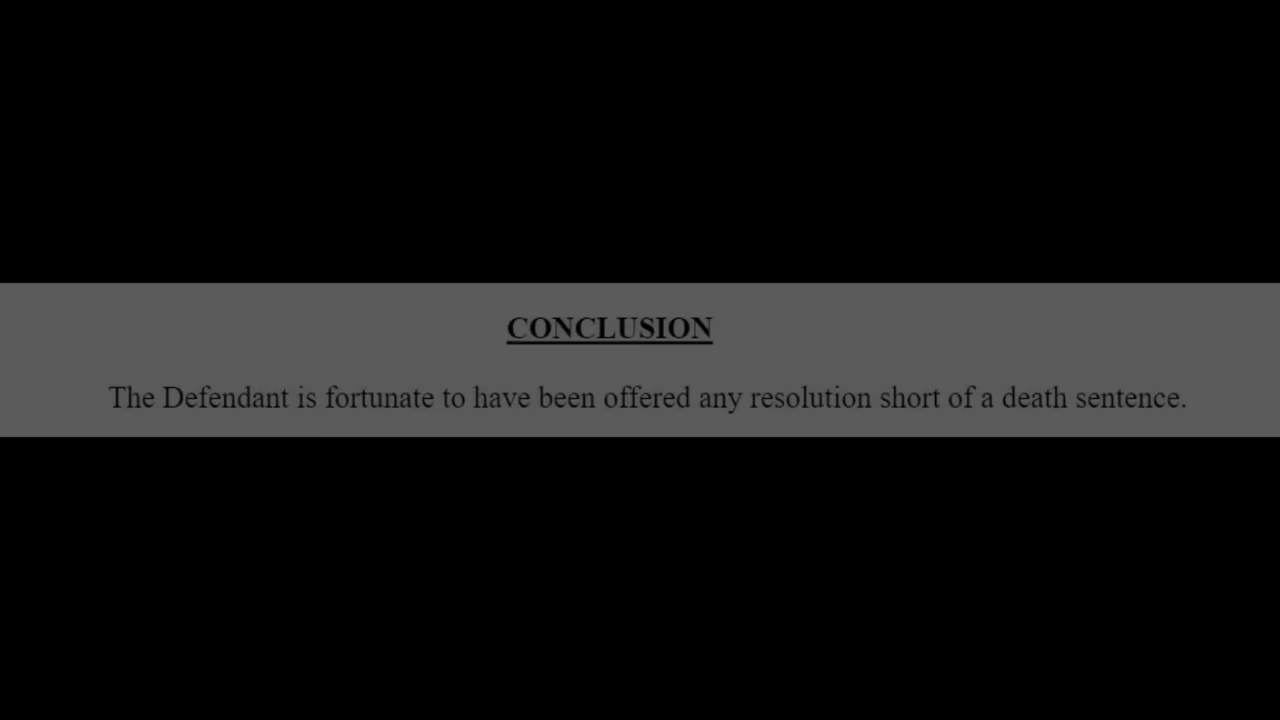 CONCLUSION
The Defendant is fortunate to have been offered any resolution short of a death sentence.